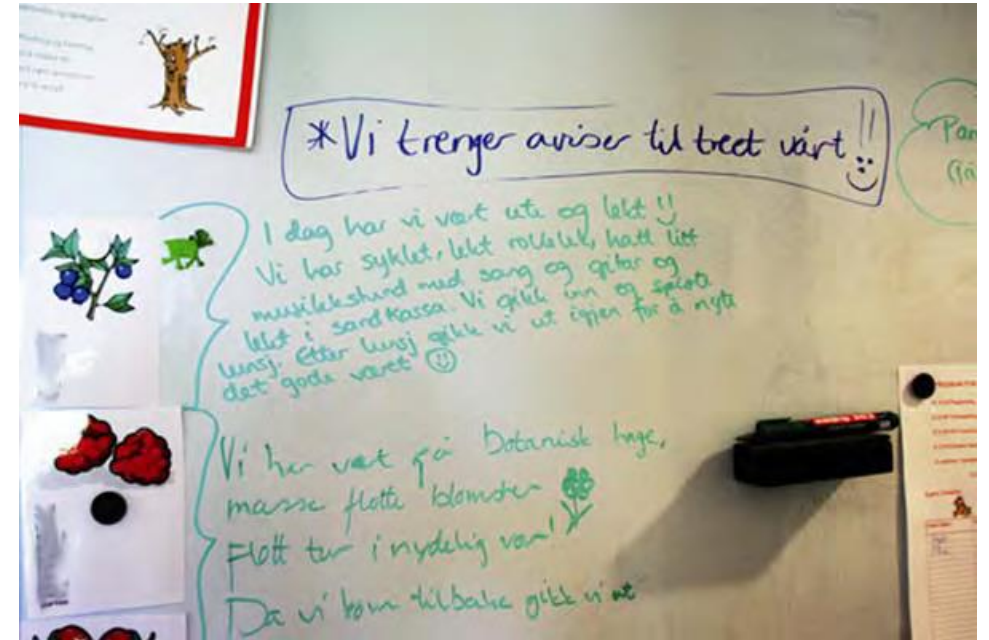 *Vi trenger aviser til treet vårt!!
I dag har vi vært ute og lekt!!
Vi har syklet, lekt rollelek, hatt litt
musikkstund med sang og gitar og
lekt i sandkassa. Vi gikk inn og spiste
lunsj. Etter lunsj gikk vi ut igjen for å nyte
det gode været
Vi har vært på botanisk hage,
masse flotte blomster
Flott tur i nydelig vær!
Da vi kom tilbake gikk vi ut